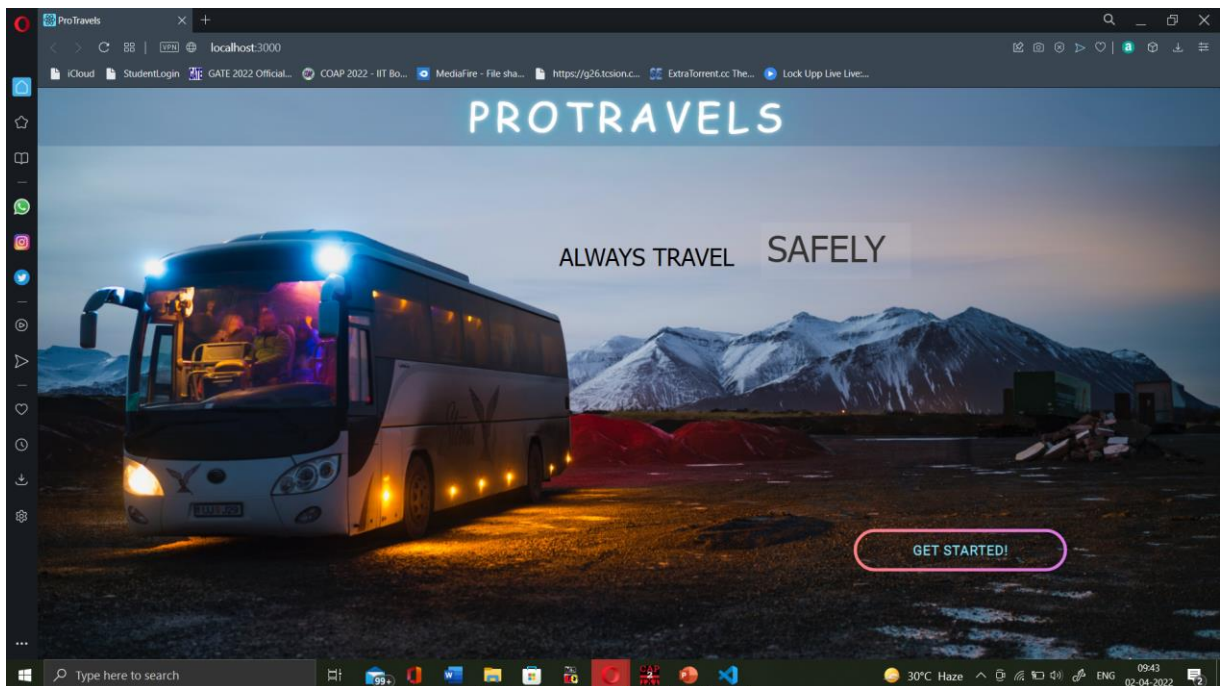 ProTravels
VPN localhost:3000
iCloud StudentLogin GATE 2022 Official... COAP 2022 - IIT Bo... MediaFire - File sha... https://g26.tcsion.c... ExtraTorrent.cc The... Lock Upp Live Live:...
PROTRAVELS
ALWAYS TRAVEL SAFELY
GET STARTED!
Type here to search
99+
30°C Haze ENG 09:43
02-04-2022
2